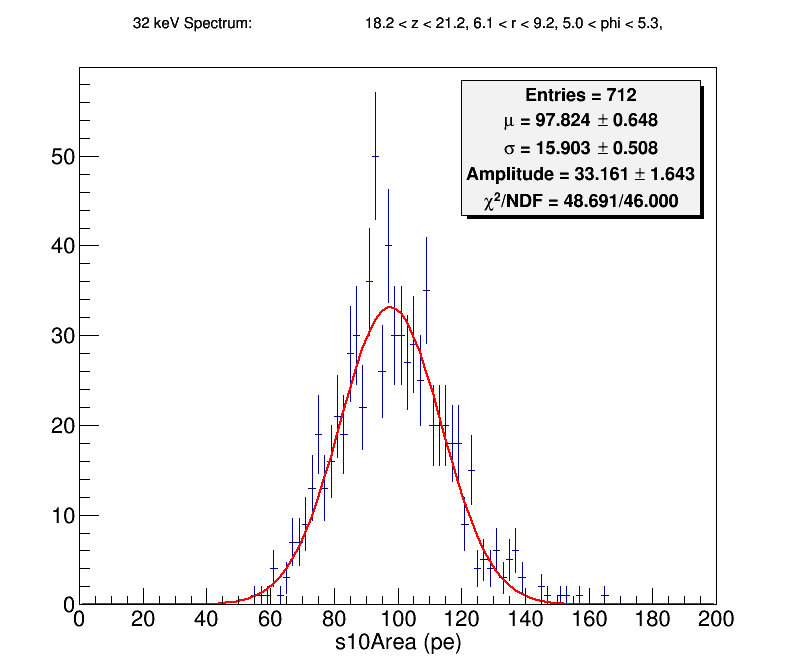 32 keV Spectrum: 18.2 < z < 21.2, 6.1 < r < 9.2, 5.0 < phi < 5.3,
Entries = 712
μ = 97.824 ± 0.648
σ = 15.903 ± 0.508
Amplitude = 33.161 ± 1.643
χ²/NDF = 48.691/46.000
50
40
30
20
10
0
0 20 40 60 80 100 120 140 160 180 200
s10Area (pe)